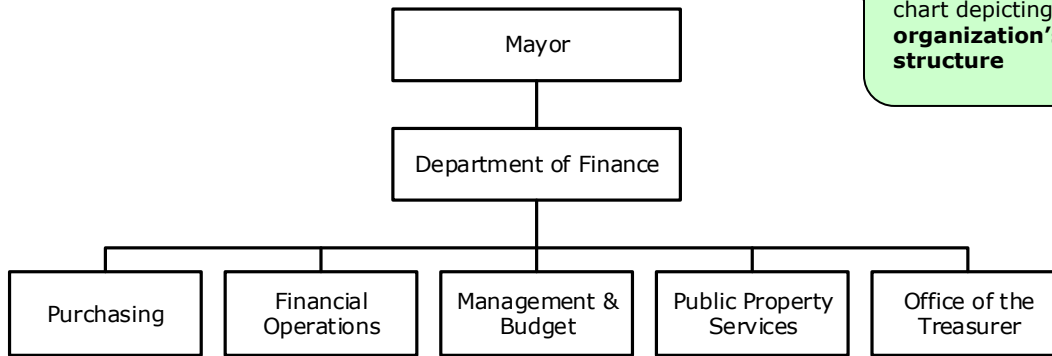 chart depicting
organization's
structure
Mayor
Department of Finance
Purchasing
Financial
Operations
Management &
Budget
Public Property
Services
Office of the
Treasurer